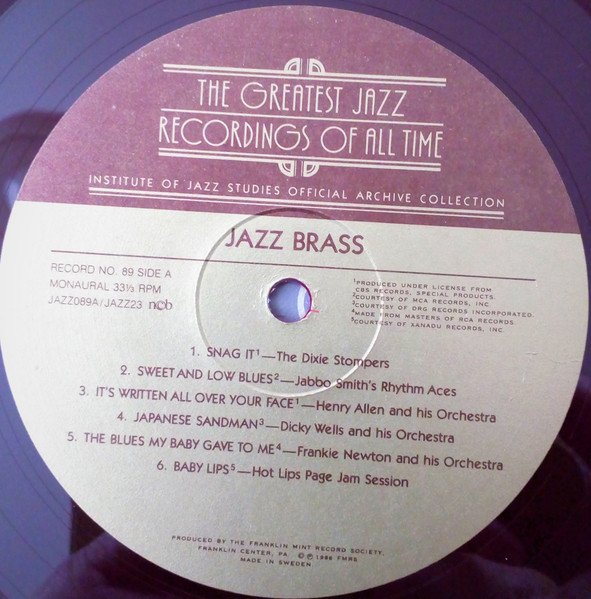 THE GREATEST JAZZ
RECORDINGS OF ALL TIME
INSTITUTE OF JAZZ STUDIES OFFICIAL ARCHIVE COLLECTION
JAZZ BRASS
RECORD NO. 89 SIDE A
MONAURAL 33⅓ RPM
JAZZ089A/JAZZ23 n©b
¹PRODUCED UNDER LICENSE FROM
CBS RECORDS, SPECIAL PRODUCTS.
²COURTESY OF MCA RECORDS, INC.
³COURTESY OF DRG RECORDS INCORPORATED.
⁴MADE FROM MASTERS OF RCA RECORDS.
⁵COURTESY OF XANADU RECORDS, INC.
1. SNAG IT¹—The Dixie Stompers
2. SWEET AND LOW BLUES²—Jabbo Smith's Rhythm Aces
3. IT'S WRITTEN ALL OVER YOUR FACE¹—Henry Allen and his Orchestra
4. JAPANESE SANDMAN³—Dicky Wells and his Orchestra
5. THE BLUES MY BABY GAVE TO ME⁴—Frankie Newton and his Orchestra
6. BABY LIPS⁵—Hot Lips Page Jam Session
PRODUCED BY THE FRANKLIN MINT RECORD SOCIETY.
FRANKLIN CENTER, PA. © ℗ 1986 FMRS
MADE IN SWEDEN